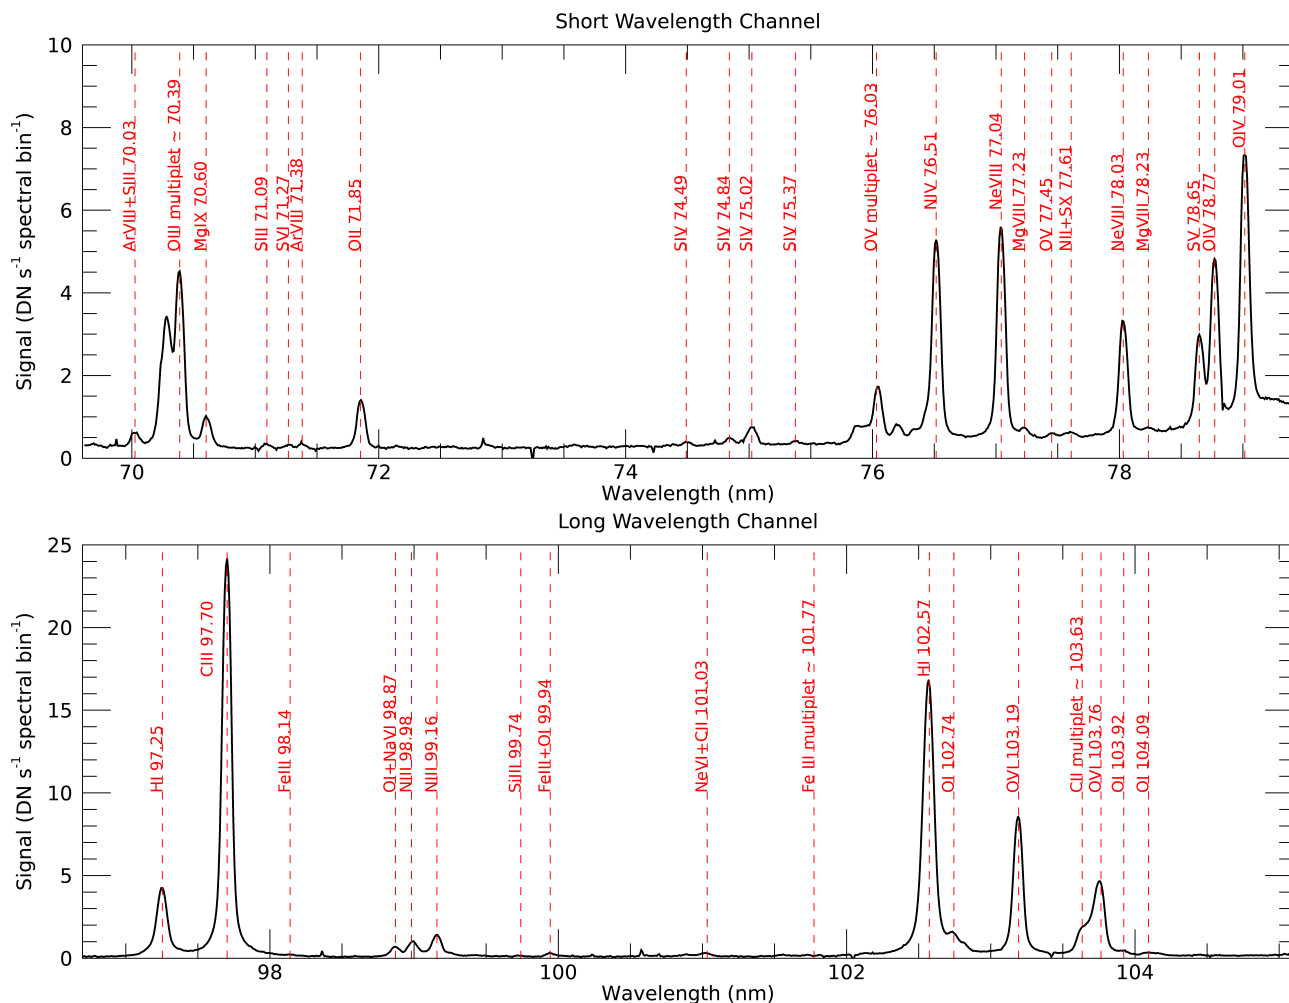 Short Wavelength Channel
Signal (DN s⁻¹ spectral bin⁻¹)
10
8
6
4
2
0
ArVIII+SIII 70.03
OIII multiplet ~ 70.39
MgIX 70.60
SIII 71.09
SVI 71.27
ArVIII 71.38
OII 71.85
SIV 74.49
SIV 74.84
SIV 75.02
SIV 75.37
OV multiplet ~ 76.03
NIV 76.51
NeVIII 77.04
MgVIII 77.23
OV 77.45
NII+SX 77.61
NeVIII 78.03
MgVIII 78.23
SV 78.65
OIV 78.77
OIV 79.01
70
72
74
76
78
Wavelength (nm)
Long Wavelength Channel
Signal (DN s⁻¹ spectral bin⁻¹)
25
20
15
10
5
0
HI 97.25
CIII 97.70
FeIII 98.14
OI+NaVI 98.87
NIII 98.98
NIII 99.16
SiIII 99.74
FeIII+OI 99.94
NeVI+CII 101.03
Fe III multiplet ~ 101.77
HI 102.57
OI 102.74
OVI 103.19
CII multiplet ~ 103.63
OVI 103.76
OI 103.92
OI 104.09
98
100
102
104
Wavelength (nm)